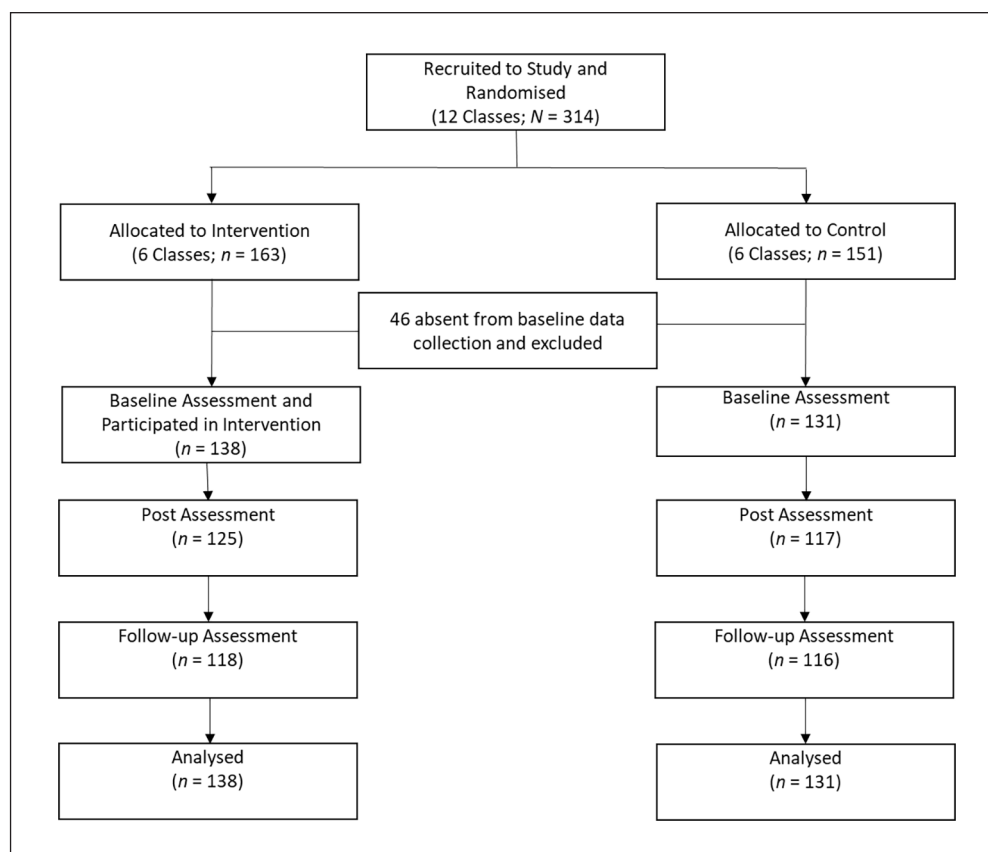 Recruited to Study and
Randomised
(12 Classes; N = 314)
Allocated to Intervention
(6 Classes; n = 163)
Allocated to Control
(6 Classes; n = 151)
46 absent from baseline data
collection and excluded
Baseline Assessment and
Participated in Intervention
(n = 138)
Baseline Assessment
(n = 131)
Post Assessment
(n = 125)
Post Assessment
(n = 117)
Follow-up Assessment
(n = 118)
Follow-up Assessment
(n = 116)
Analysed
(n = 138)
Analysed
(n = 131)